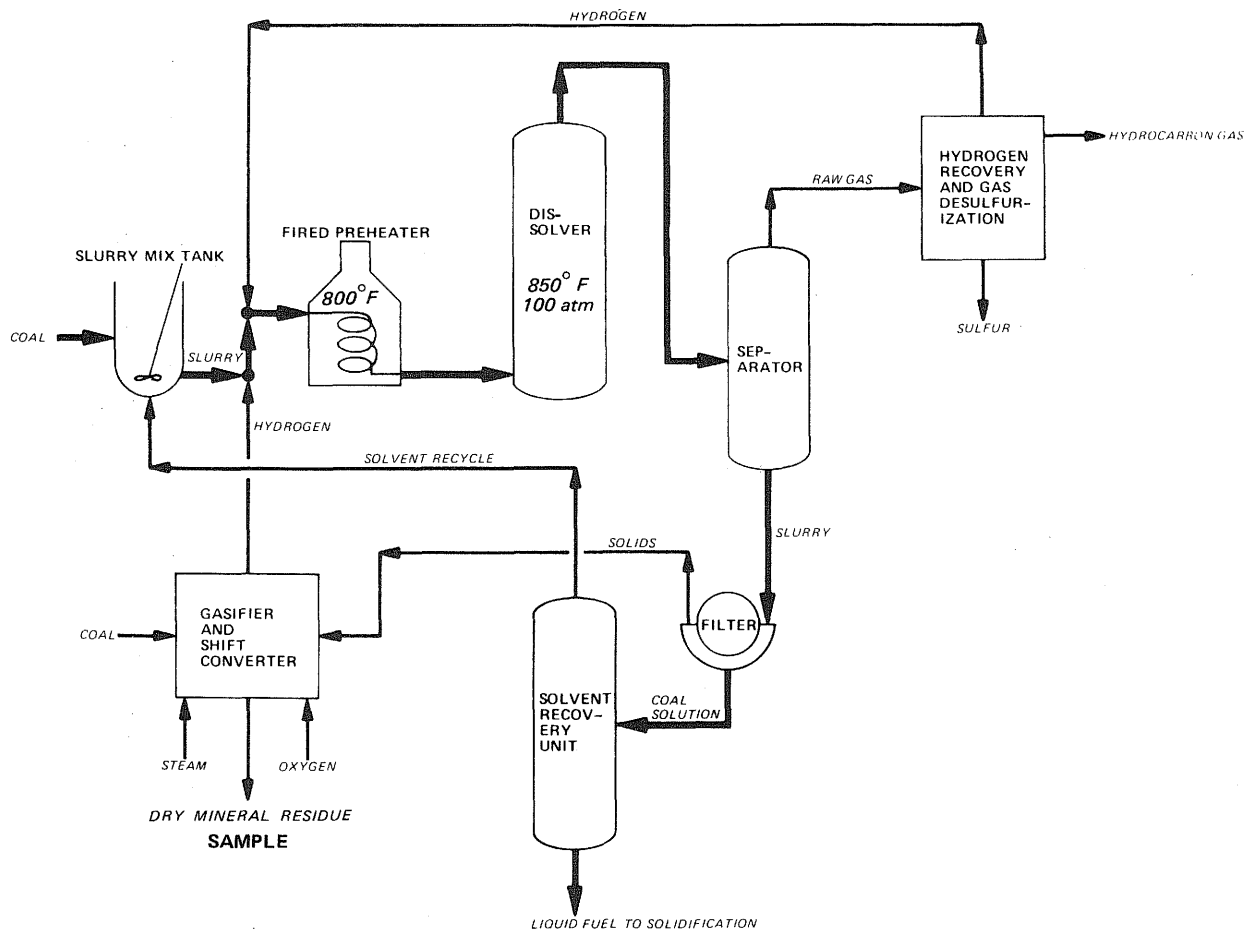 HYDROGEN
HYDROCARBON GAS
HYDROGEN
RECOVERY
AND GAS
DESULFUR-
IZATION
RAW GAS
DIS-
SOLVER
850° F
100 atm
FIRED PREHEATER
800° F
SLURRY MIX TANK
SULFUR
COAL
SLURRY
SEP-
ARATOR
HYDROGEN
SOLVENT RECYCLE
SLURRY
SOLIDS
GASIFIER
AND
SHIFT
CONVERTER
COAL
FILTER
SOLVENT
RECOV-
ERY
UNIT
COAL
SOLUTION
STEAM
OXYGEN
DRY MINERAL RESIDUE
SAMPLE
LIQUID FUEL TO SOLIDIFICATION